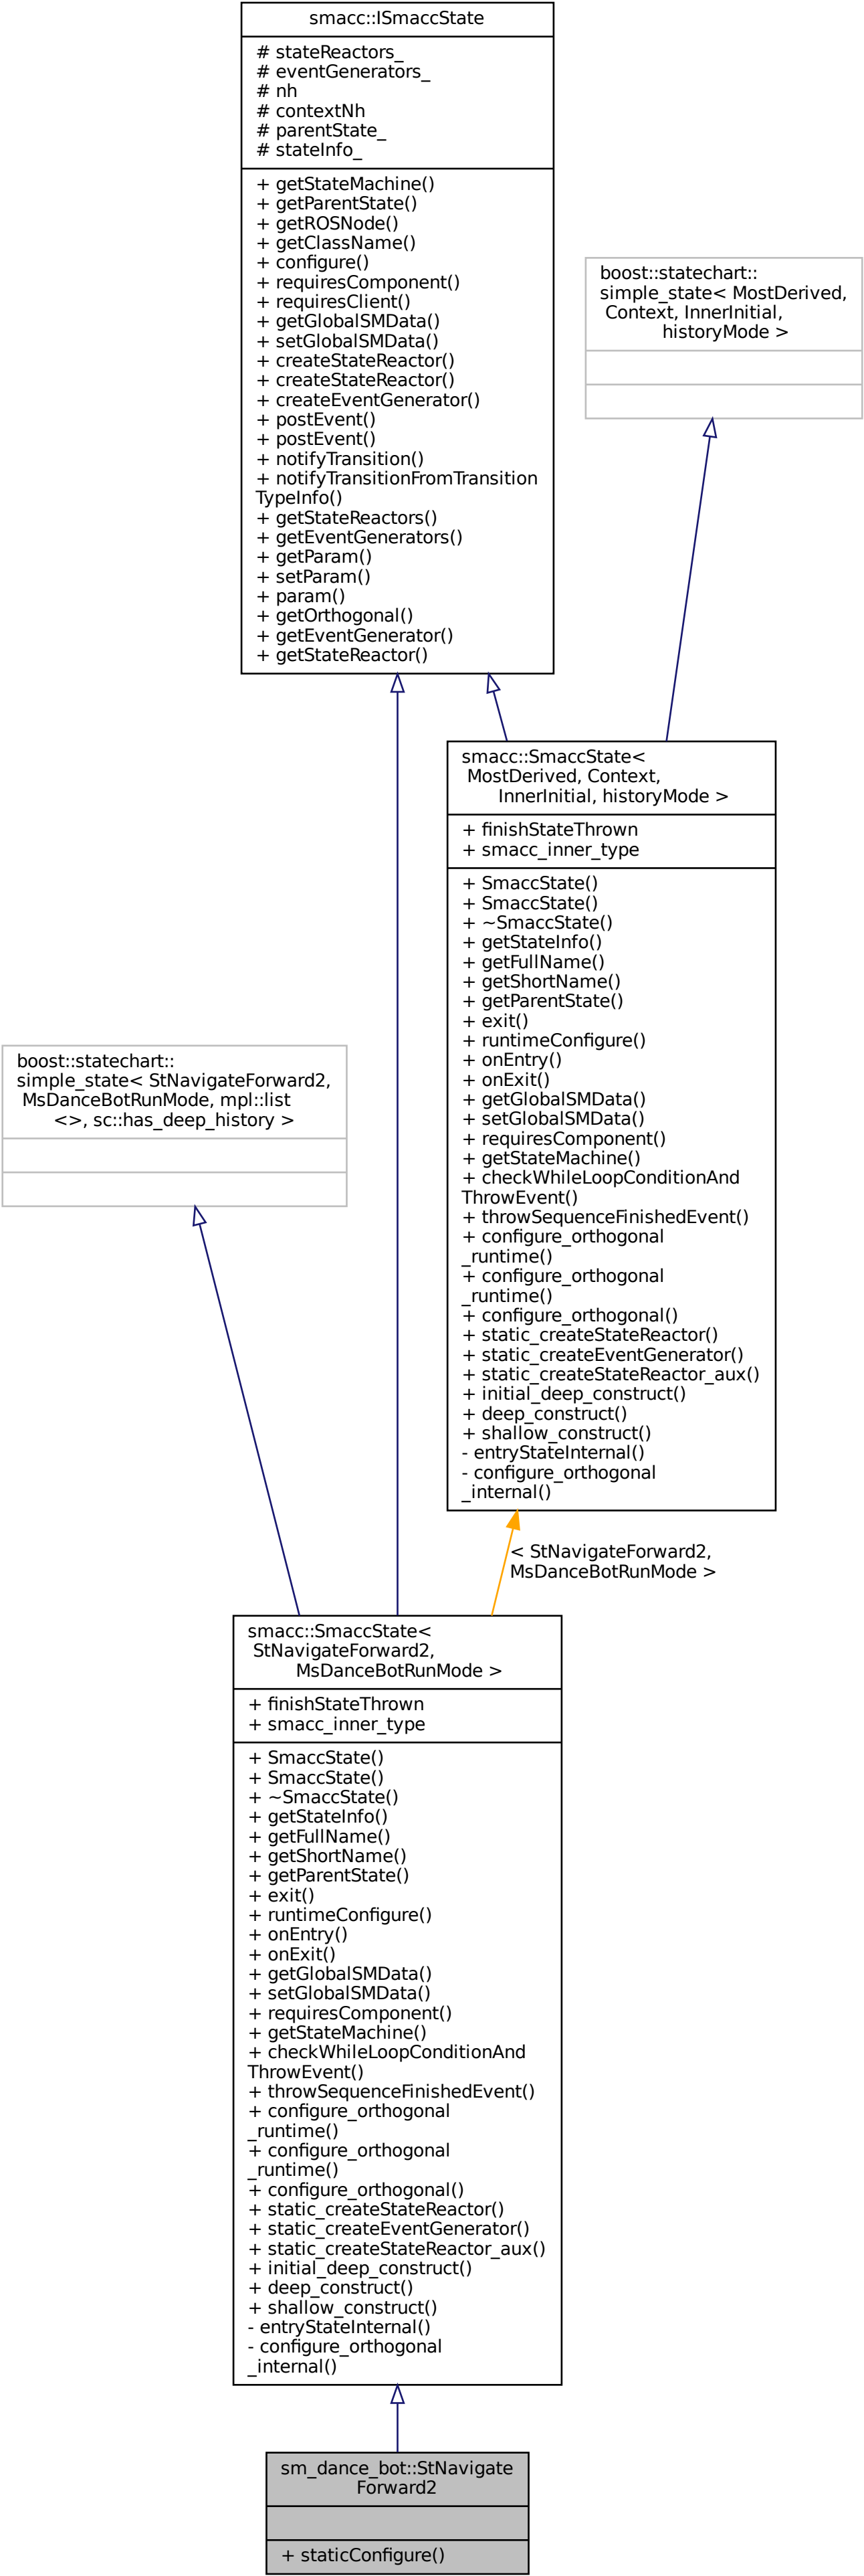 smacc::ISmaccState
# stateReactors_
# eventGenerators_
# nh
# contextNh
# parentState_
# stateInfo_
+ getStateMachine()
+ getParentState()
+ getROSNode()
+ getClassName()
+ configure()
+ requiresComponent()
+ requiresClient()
+ getGlobalSMData()
+ setGlobalSMData()
+ createStateReactor()
+ createStateReactor()
+ createEventGenerator()
+ postEvent()
+ postEvent()
+ notifyTransition()
+ notifyTransitionFromTransition
TypeInfo()
+ getStateReactors()
+ getEventGenerators()
+ getParam()
+ setParam()
+ param()
+ getOrthogonal()
+ getEventGenerator()
+ getStateReactor()
boost::statechart::
simple_state< MostDerived,
Context, InnerInitial,
historyMode >
smacc::SmaccState<
MostDerived, Context,
InnerInitial, historyMode >
+ finishStateThrown
+ smacc_inner_type
+ SmaccState()
+ SmaccState()
+ ~SmaccState()
+ getStateInfo()
+ getFullName()
+ getShortName()
+ getParentState()
+ exit()
+ runtimeConfigure()
+ onEntry()
+ onExit()
+ getGlobalSMData()
+ setGlobalSMData()
+ requiresComponent()
+ getStateMachine()
+ checkWhileLoopConditionAnd
ThrowEvent()
+ throwSequenceFinishedEvent()
+ configure_orthogonal
_runtime()
+ configure_orthogonal
_runtime()
+ configure_orthogonal()
+ static_createStateReactor()
+ static_createEventGenerator()
+ static_createStateReactor_aux()
+ initial_deep_construct()
+ deep_construct()
+ shallow_construct()
- entryStateInternal()
- configure_orthogonal
_internal()
boost::statechart::
simple_state< StNavigateForward2,
MsDanceBotRunMode, mpl::list
<>, sc::has_deep_history >
< StNavigateForward2,
MsDanceBotRunMode >
smacc::SmaccState<
StNavigateForward2,
MsDanceBotRunMode >
+ finishStateThrown
+ smacc_inner_type
+ SmaccState()
+ SmaccState()
+ ~SmaccState()
+ getStateInfo()
+ getFullName()
+ getShortName()
+ getParentState()
+ exit()
+ runtimeConfigure()
+ onEntry()
+ onExit()
+ getGlobalSMData()
+ setGlobalSMData()
+ requiresComponent()
+ getStateMachine()
+ checkWhileLoopConditionAnd
ThrowEvent()
+ throwSequenceFinishedEvent()
+ configure_orthogonal
_runtime()
+ configure_orthogonal
_runtime()
+ configure_orthogonal()
+ static_createStateReactor()
+ static_createEventGenerator()
+ static_createStateReactor_aux()
+ initial_deep_construct()
+ deep_construct()
+ shallow_construct()
- entryStateInternal()
- configure_orthogonal
_internal()
sm_dance_bot::StNavigate
Forward2
+ staticConfigure()